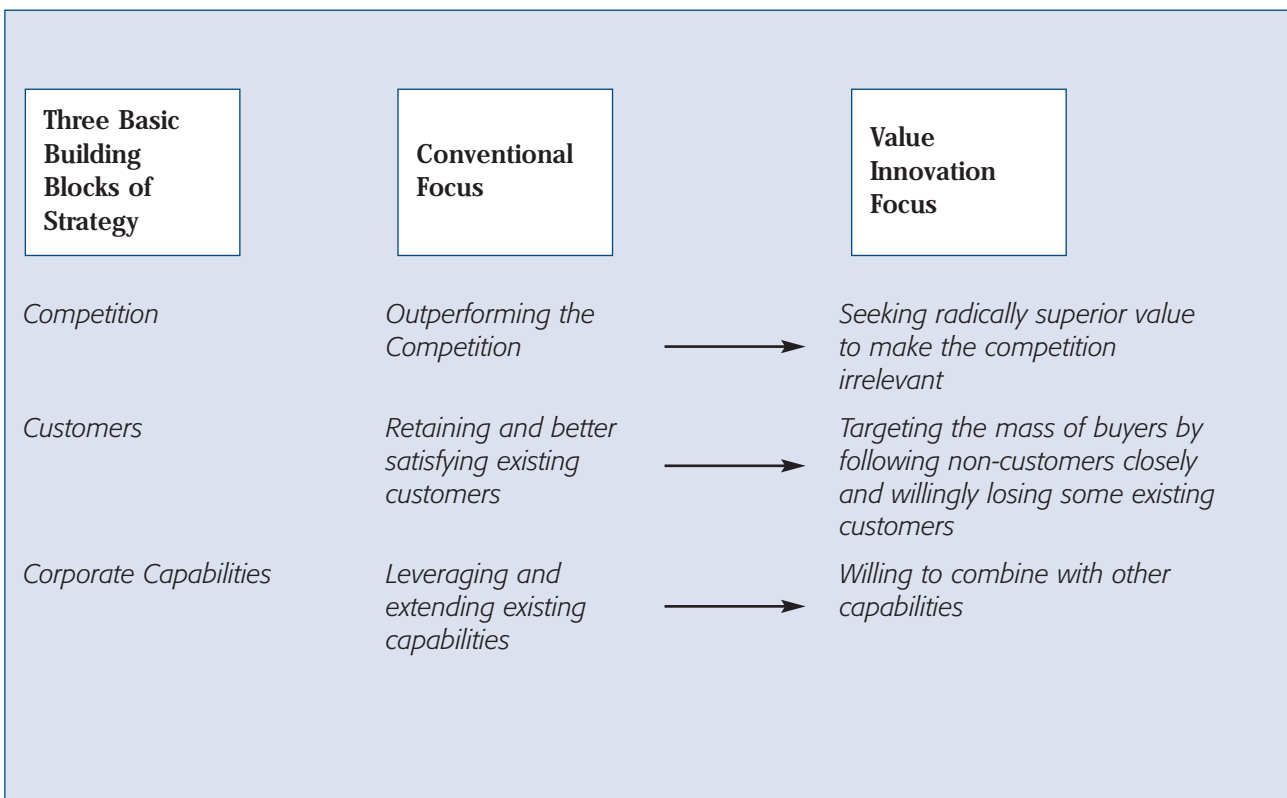 Three Basic
Building
Blocks of
Strategy
Conventional
Focus
Value
Innovation
Focus
Competition
Outperforming the
Competition
Seeking radically superior value
to make the competition
irrelevant
Customers
Retaining and better
satisfying existing
customers
Targeting the mass of buyers by
following non-customers closely
and willingly losing some existing
customers
Corporate Capabilities
Leveraging and
extending existing
capabilities
Willing to combine with other
capabilities